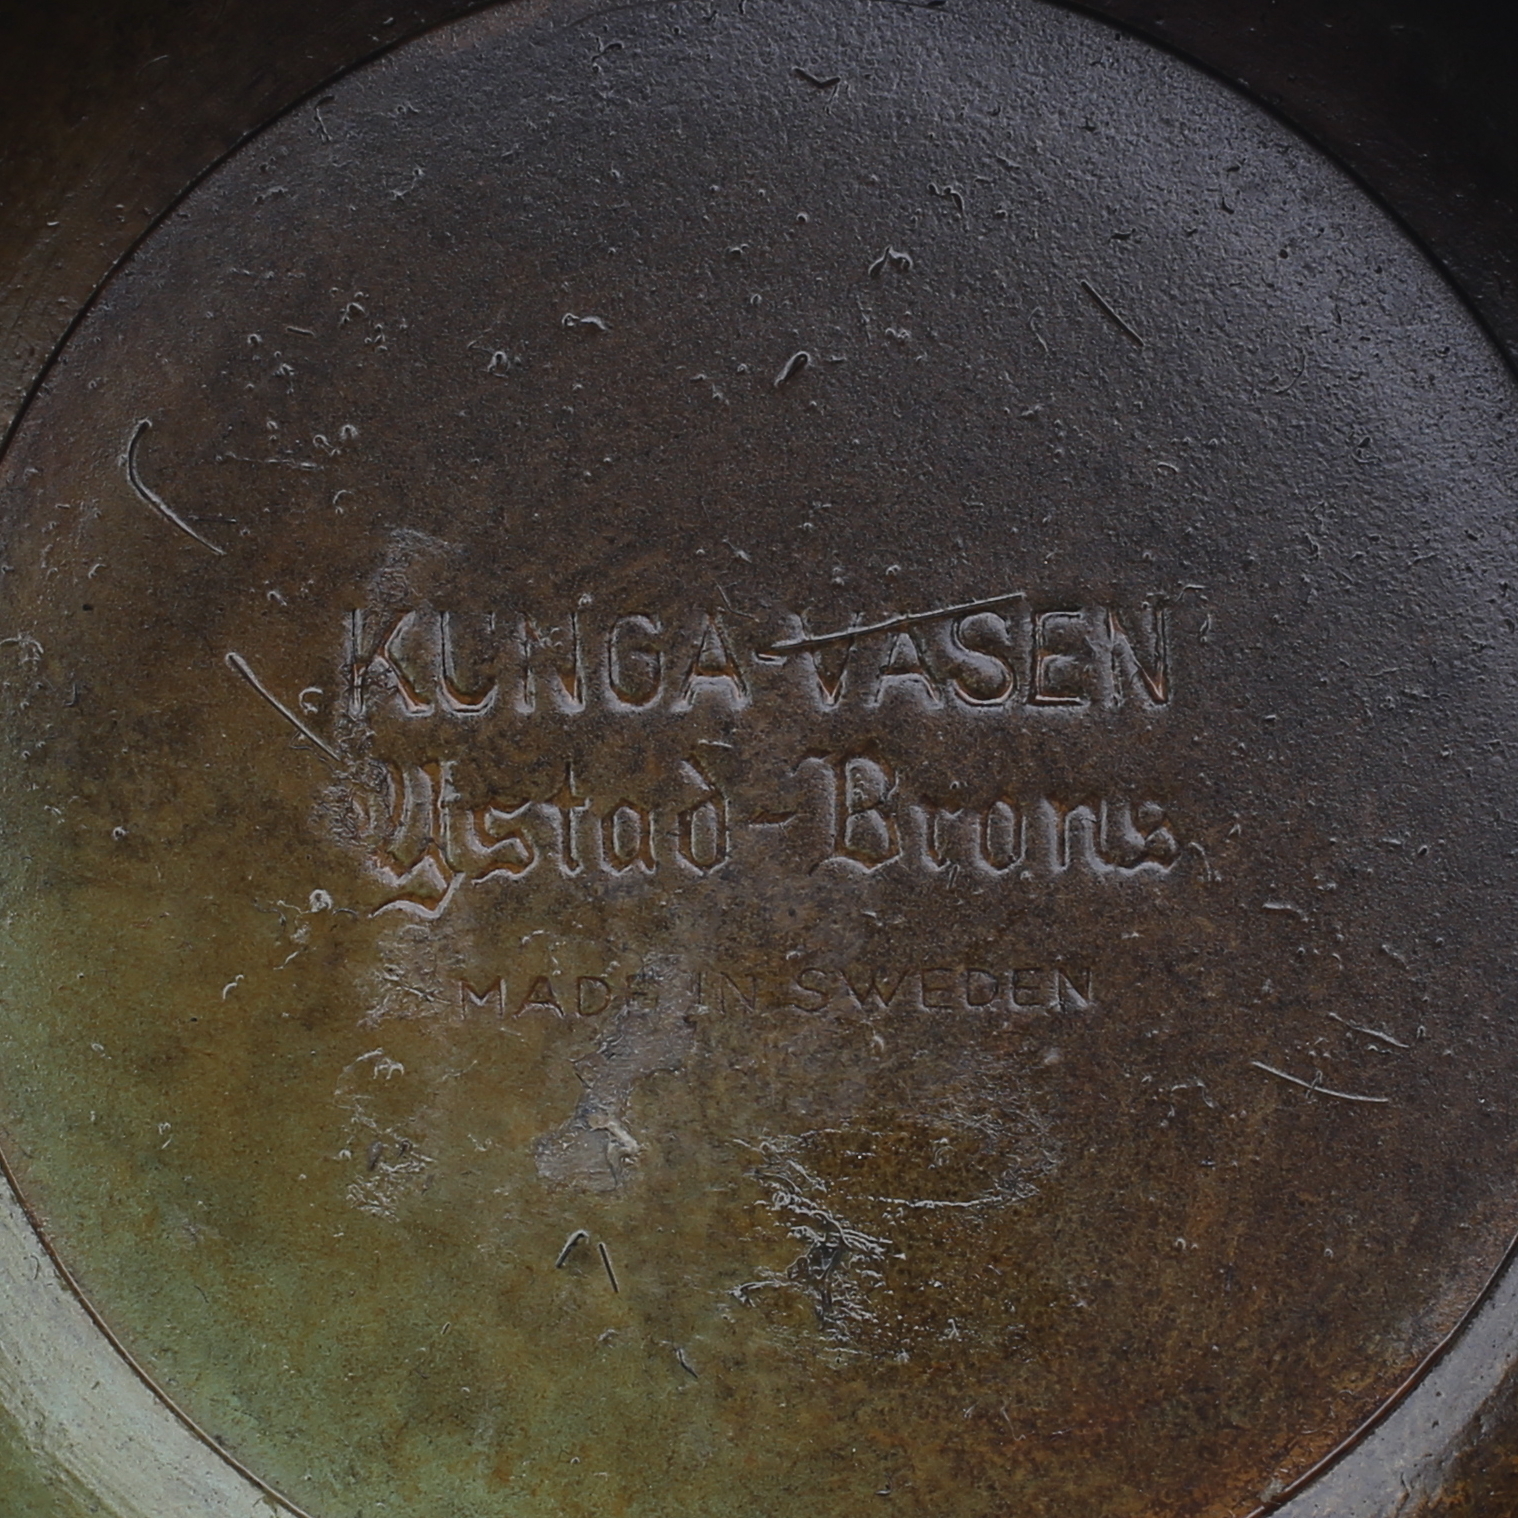 KUNGA-VASEN
Ystad-Brons
MADE IN SWEDEN